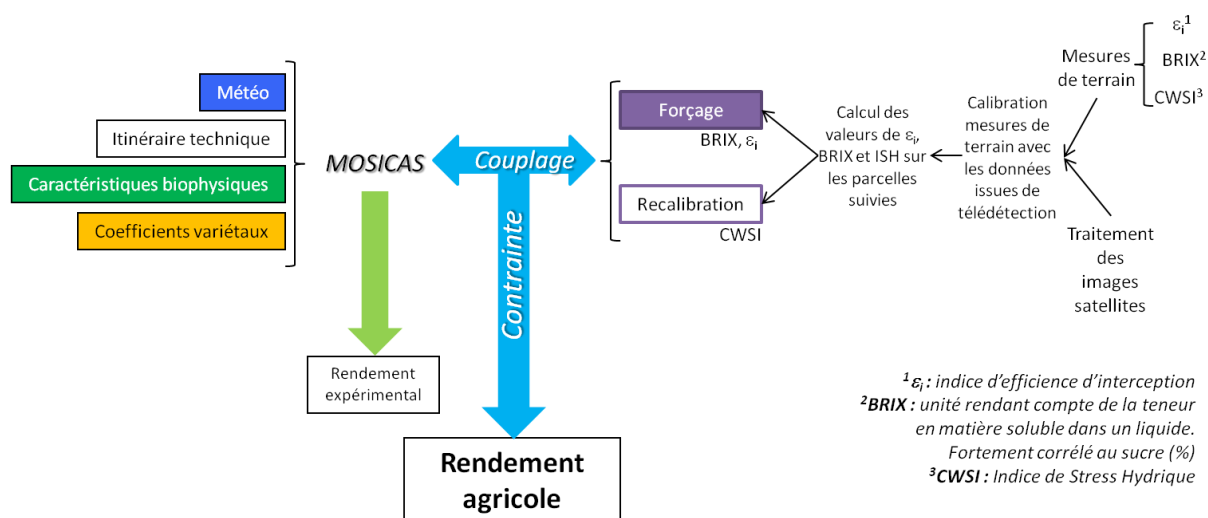 Météo
Itinéraire technique
Caractéristiques biophysiques
Coefficients variétaux
MOSICAS
Couplage
Contrainte
Rendement
expérimental
Rendement
agricole
Forçage
BRIX, εi
Recalibration
CWSI
Calcul des
valeurs de εi,
BRIX et ISH sur
les parcelles
suivies
Calibration
mesures de
terrain avec
les données
issues de
télédétection
Mesures
de terrain
εi¹
BRIX²
CWSI³
Traitement
des
images
satellites
¹εi : indice d’efficience d’interception
²BRIX : unité rendant compte de la teneur
en matière soluble dans un liquide.
Fortement corrélé au sucre (%)
³CWSI : Indice de Stress Hydrique